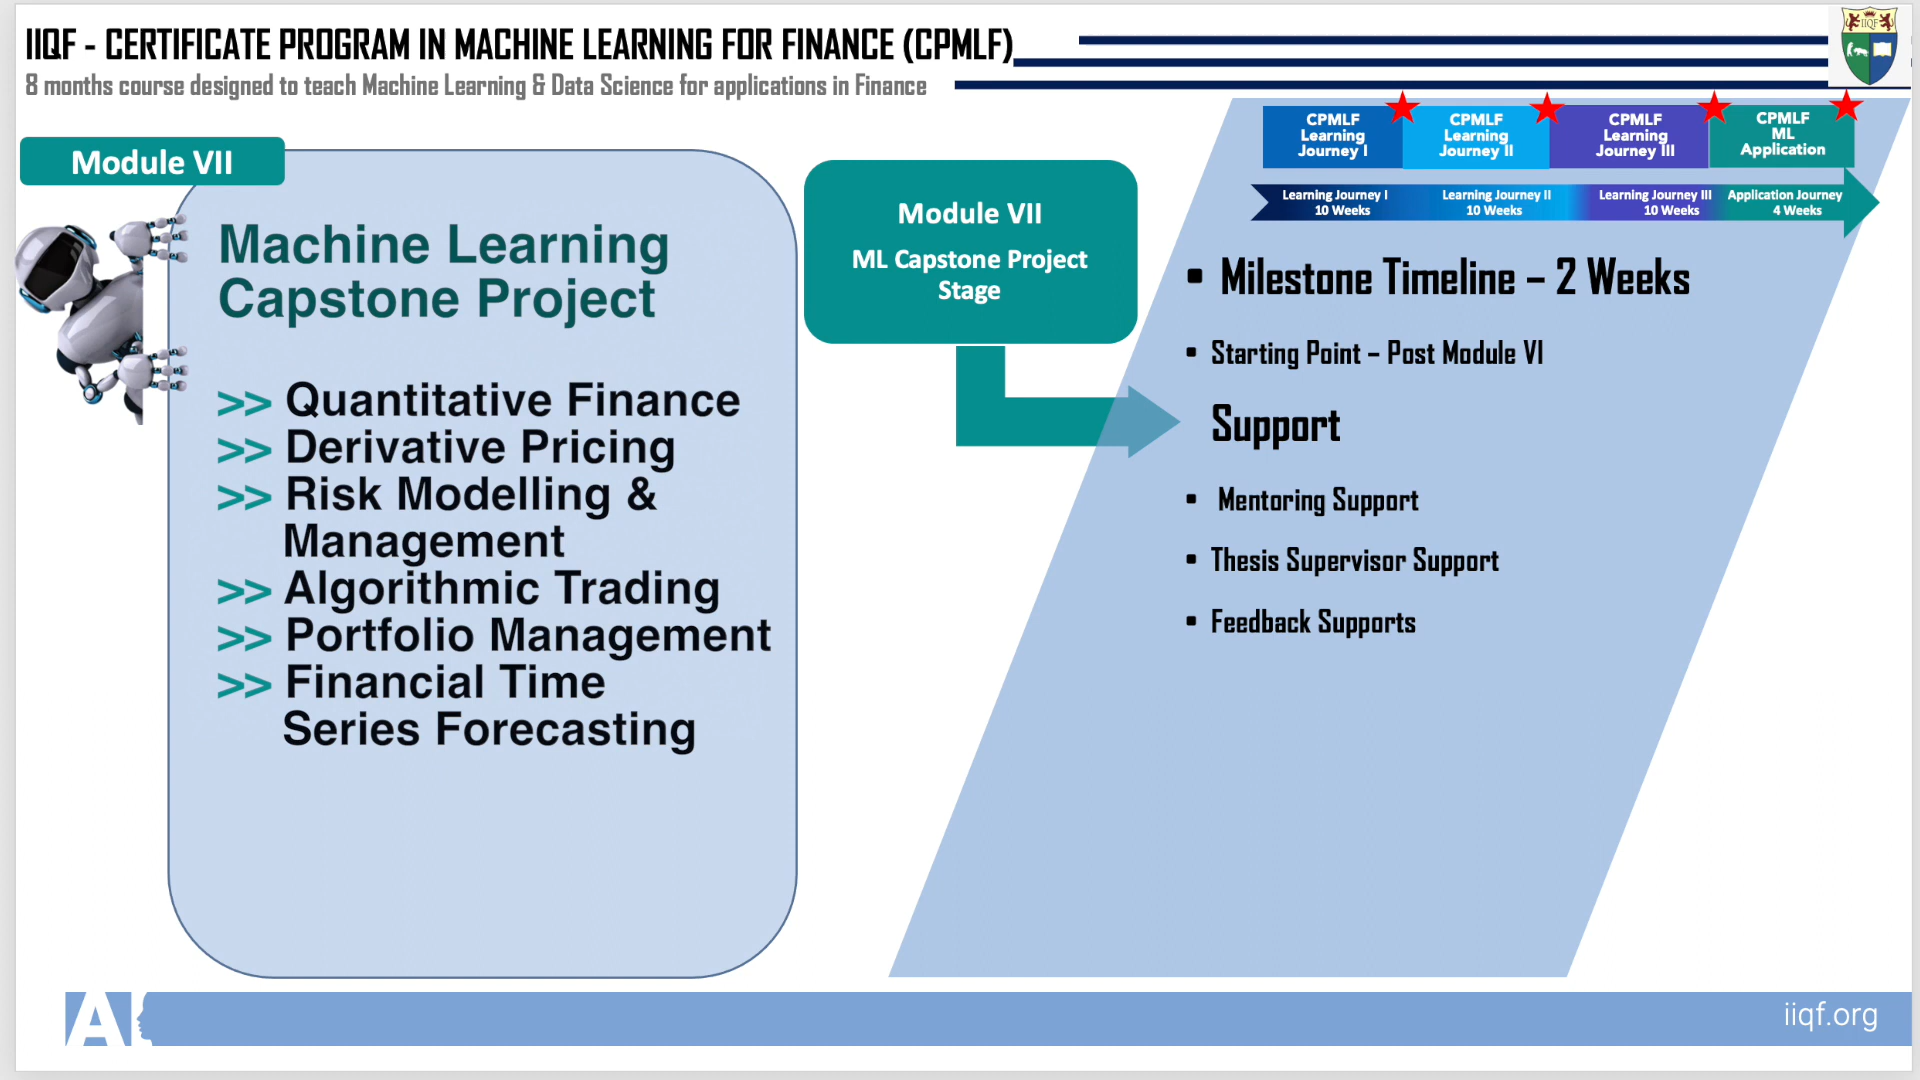 IIQF - CERTIFICATE PROGRAM IN MACHINE LEARNING FOR FINANCE (CPMLF)
8 months course designed to teach Machine Learning & Data Science for applications in Finance
IIQF
CPMLF
Learning
Journey I
CPMLF
Learning
Journey II
CPMLF
Learning
Journey III
CPMLF
ML
Application
Learning Journey I
10 Weeks
Learning Journey II
10 Weeks
Learning Journey III
10 Weeks
Application Journey
4 Weeks
Module VII
Machine Learning
Capstone Project
>> Quantitative Finance
>> Derivative Pricing
>> Risk Modelling &
Management
>> Algorithmic Trading
>> Portfolio Management
>> Financial Time
Series Forecasting
Module VII
ML Capstone Project
Stage
▪ Milestone Timeline – 2 Weeks
▪ Starting Point – Post Module VI
Support
▪ Mentoring Support
▪ Thesis Supervisor Support
▪ Feedback Supports
AI
iiqf.org